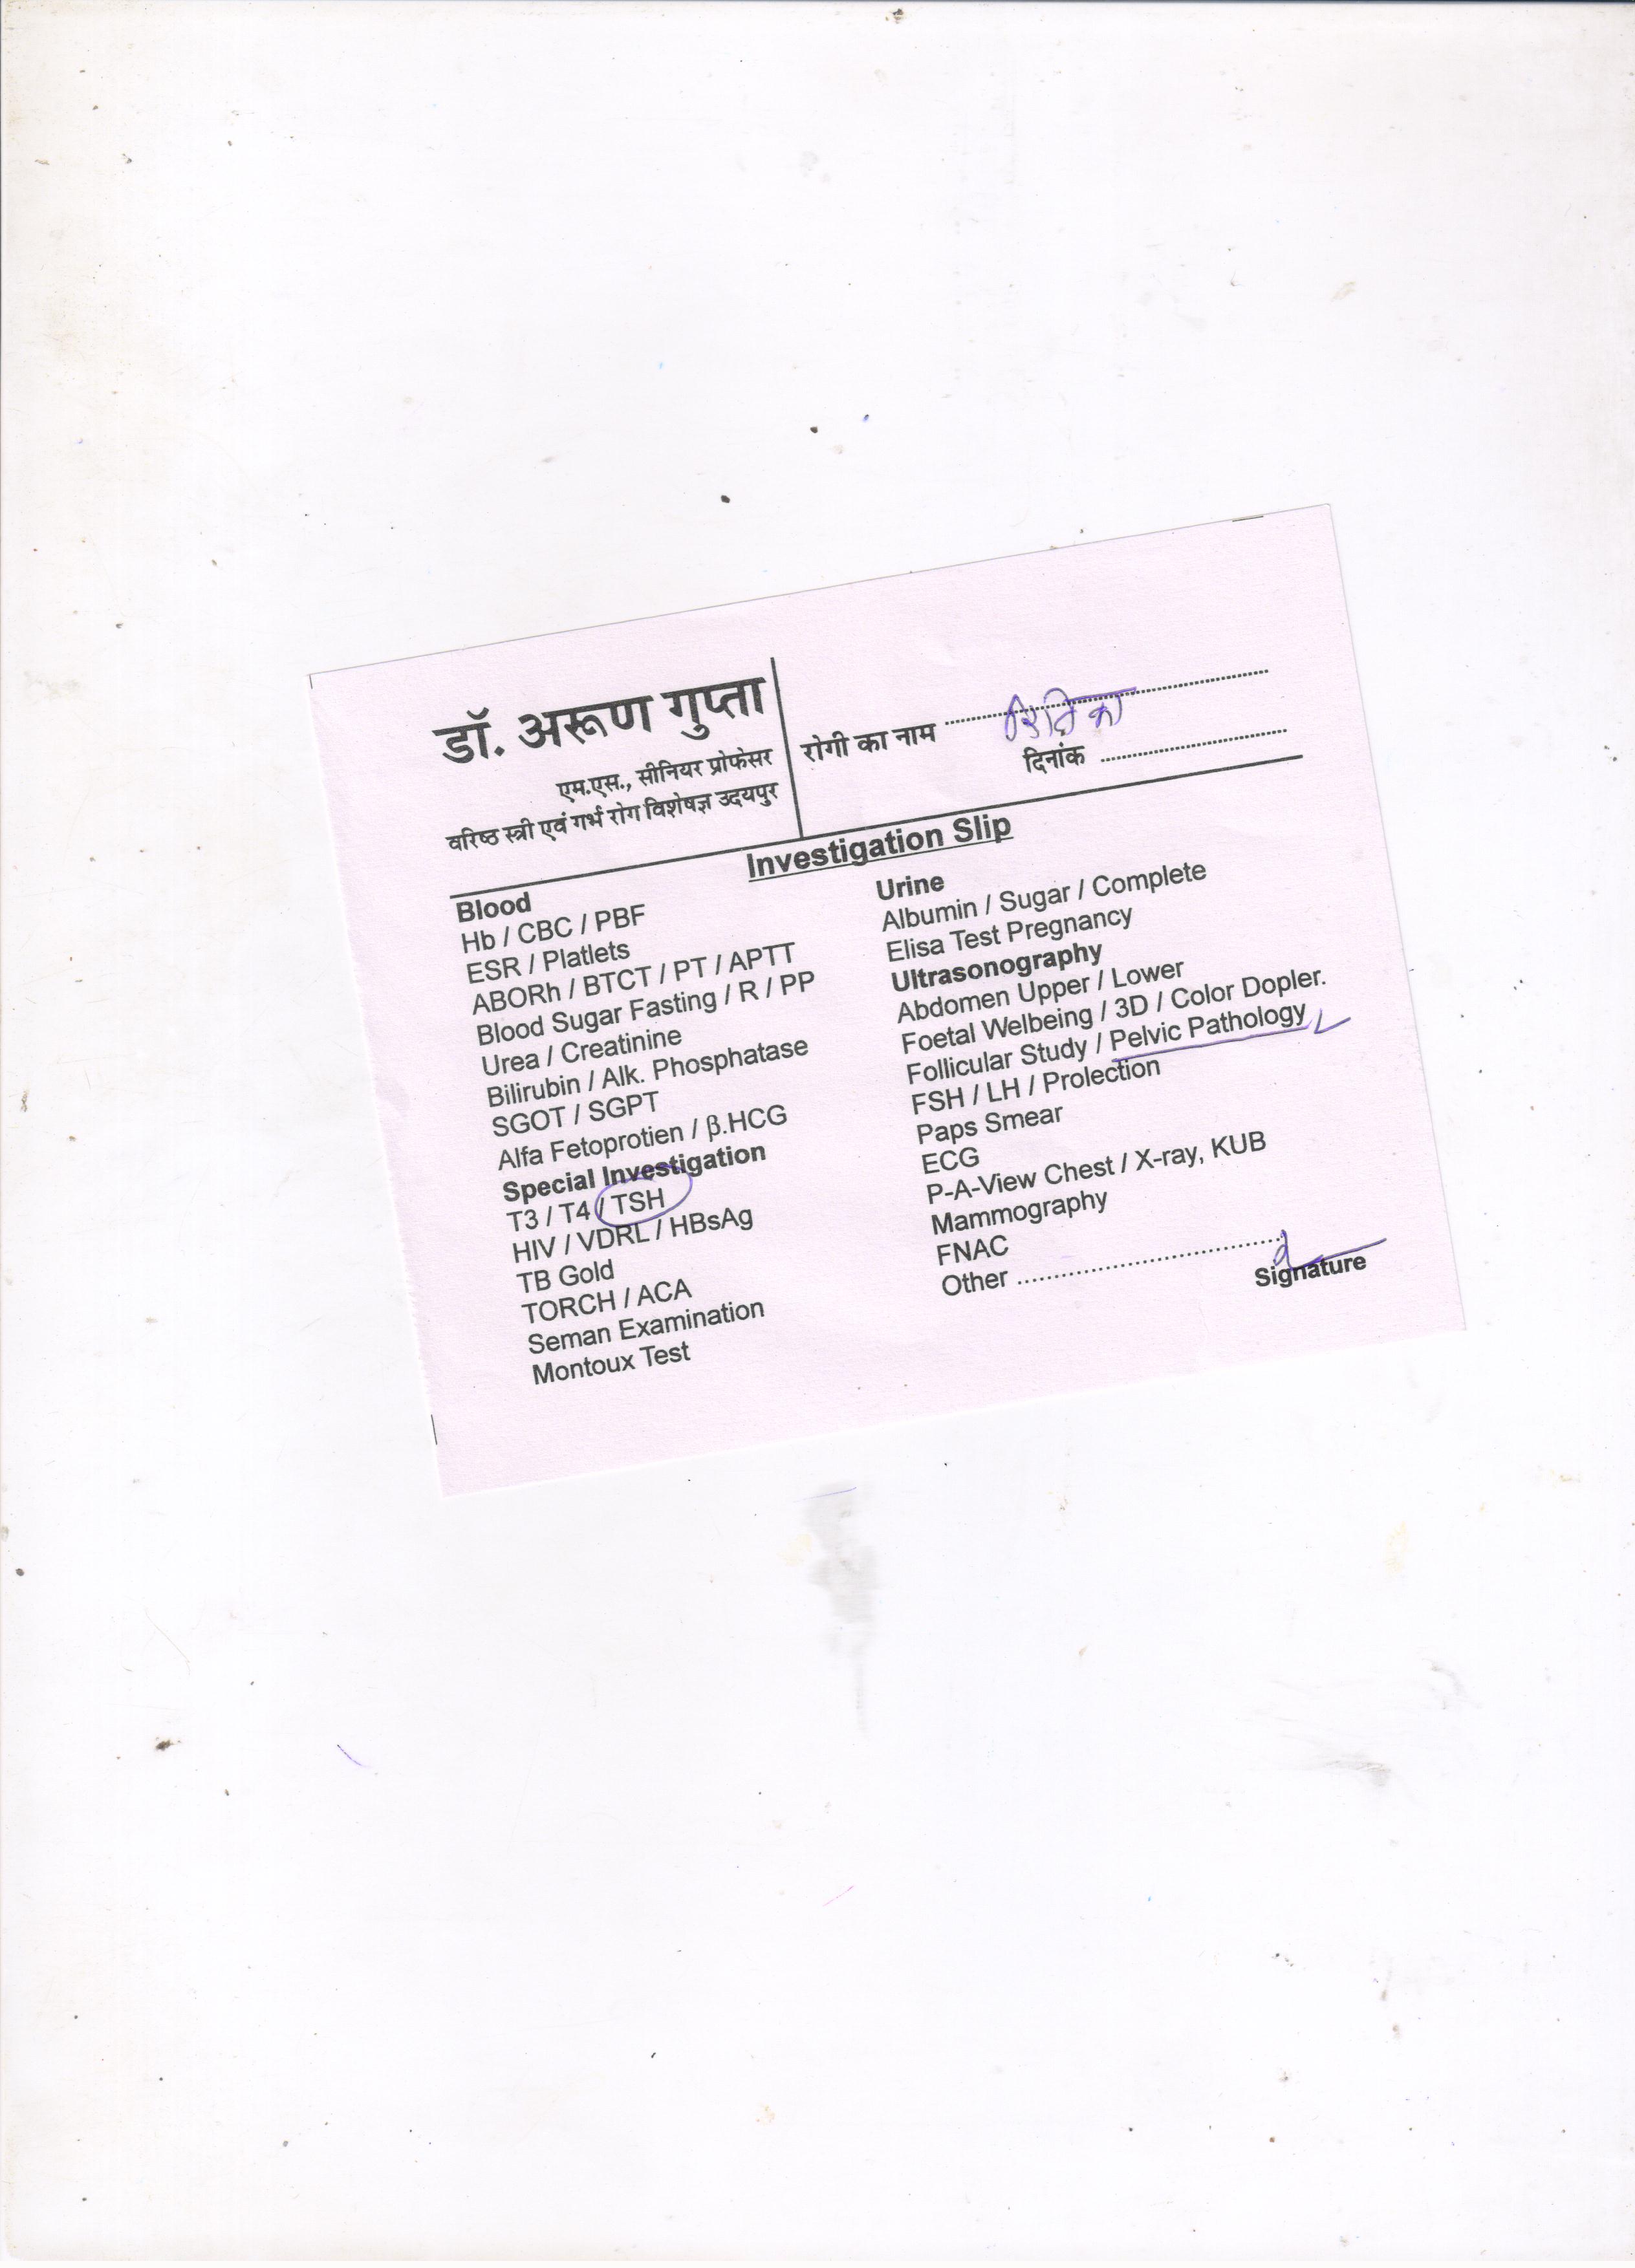 डॉ. अरूण गुप्ता
एम.एस., सीनियर प्रोफेसर
वरिष्ठ स्त्री एवं गर्भ रोग विशेषज्ञ उदयपुर
रोगी का नाम ................................
दिनांक ................................
Investigation Slip
Blood
Hb / CBC / PBF
ESR / Platlets
ABORh / BTCT / PT / APTT
Blood Sugar Fasting / R / PP
Urea / Creatinine
Bilirubin / Alk. Phosphatase
SGOT / SGPT
Alfa Fetoprotien / β.HCG
Special Investigation
T3 / T4 / TSH
HIV / VDRL / HBsAg
TB Gold
TORCH / ACA
Seman Examination
Montoux Test
Urine
Albumin / Sugar / Complete
Elisa Test Pregnancy
Ultrasonography
Abdomen Upper / Lower
Foetal Welbeing / 3D / Color Dopler.
Follicular Study / Pelvic Pathology
FSH / LH / Prolection
Paps Smear
ECG
P-A-View Chest / X-ray, KUB
Mammography
FNAC
Other ................................
Signature